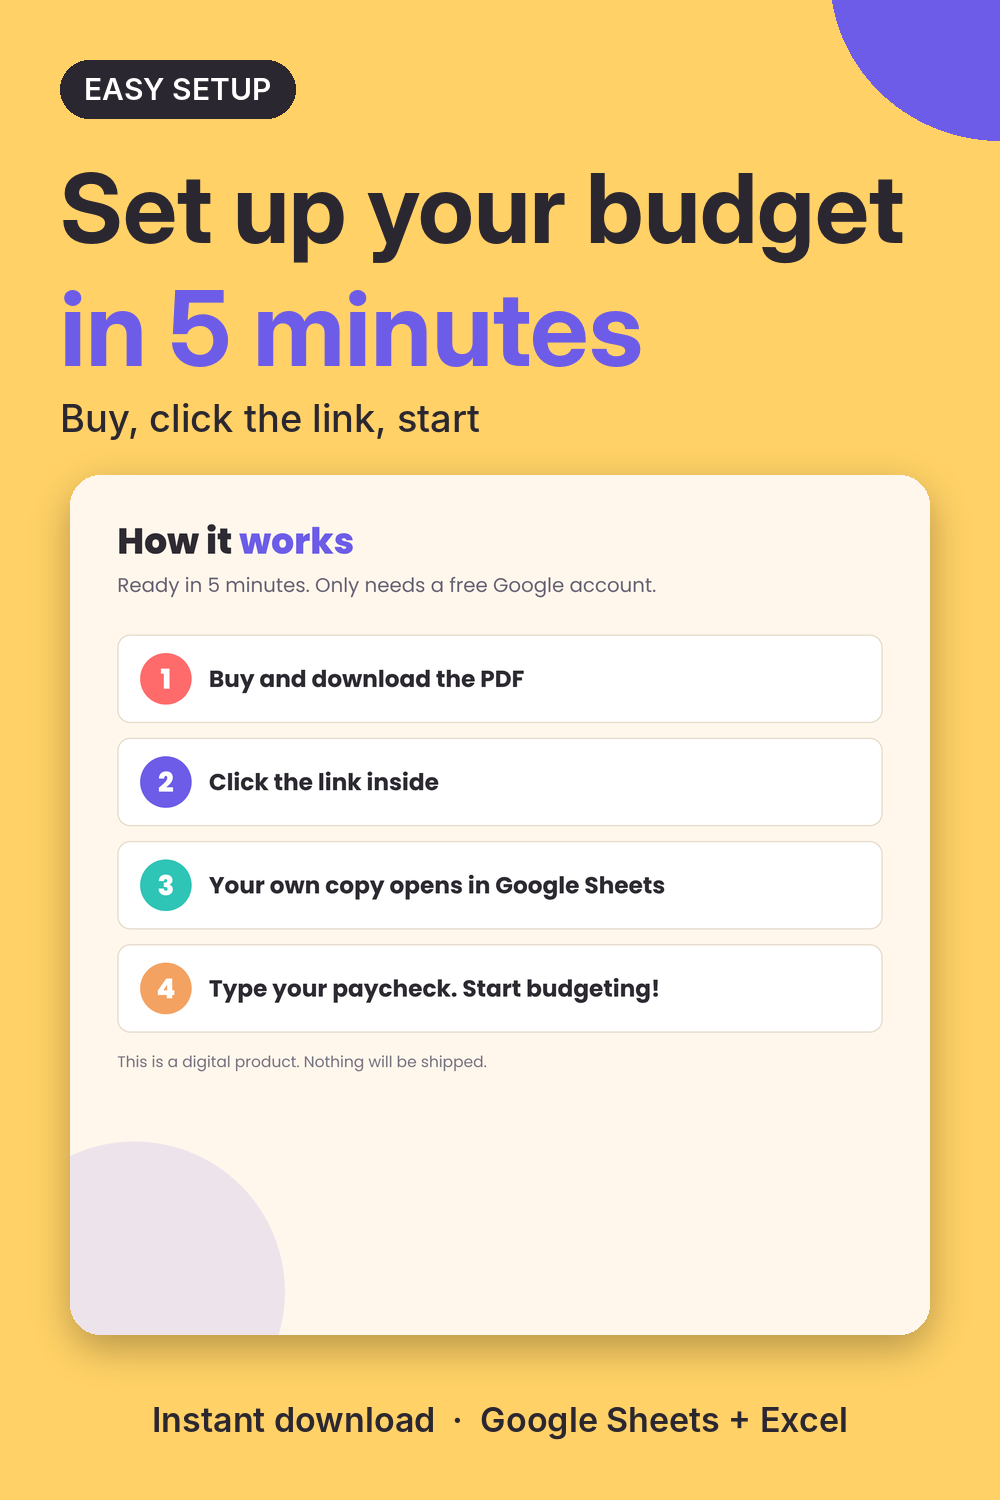 EASY SETUP
Set up your budget
in 5 minutes
Buy, click the link, start
How it works
Ready in 5 minutes. Only needs a free Google account.
1 Buy and download the PDF
2 Click the link inside
3 Your own copy opens in Google Sheets
4 Type your paycheck. Start budgeting!
This is a digital product. Nothing will be shipped.
Instant download · Google Sheets + Excel